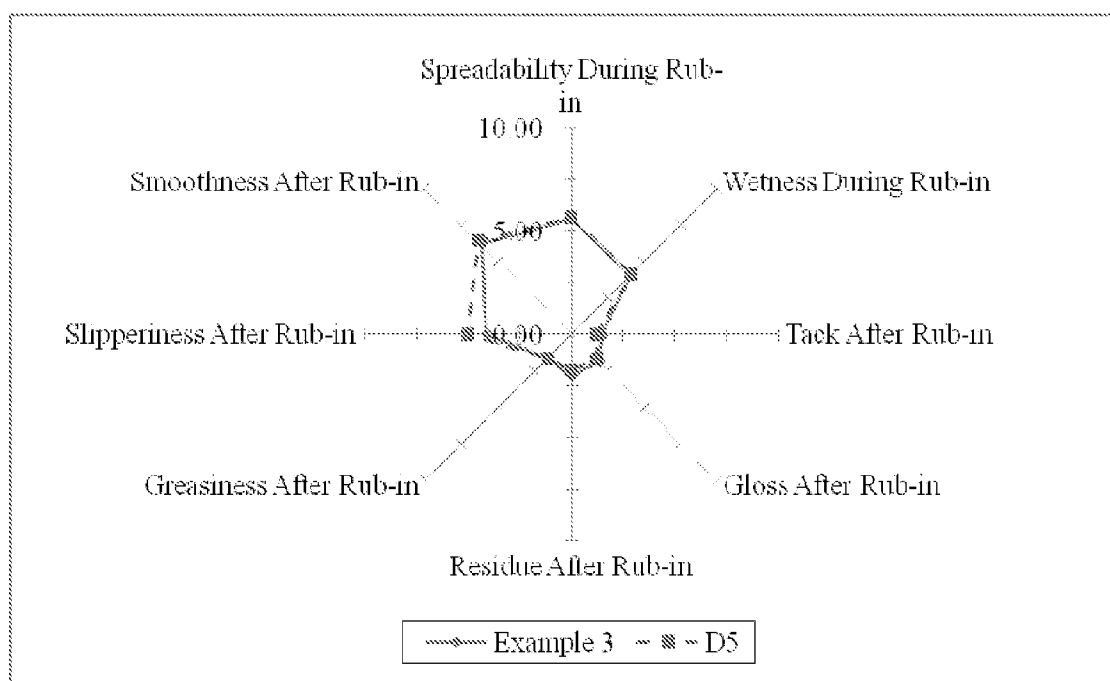 Spreadability During Rub-
in
10.00
Smoothness After Rub-in
Wetness During Rub-in
5.00
Slipperiness After Rub-in
0.00
Tack After Rub-in
Greasiness After Rub-in
Gloss After Rub-in
Residue After Rub-in
Example 3
D5